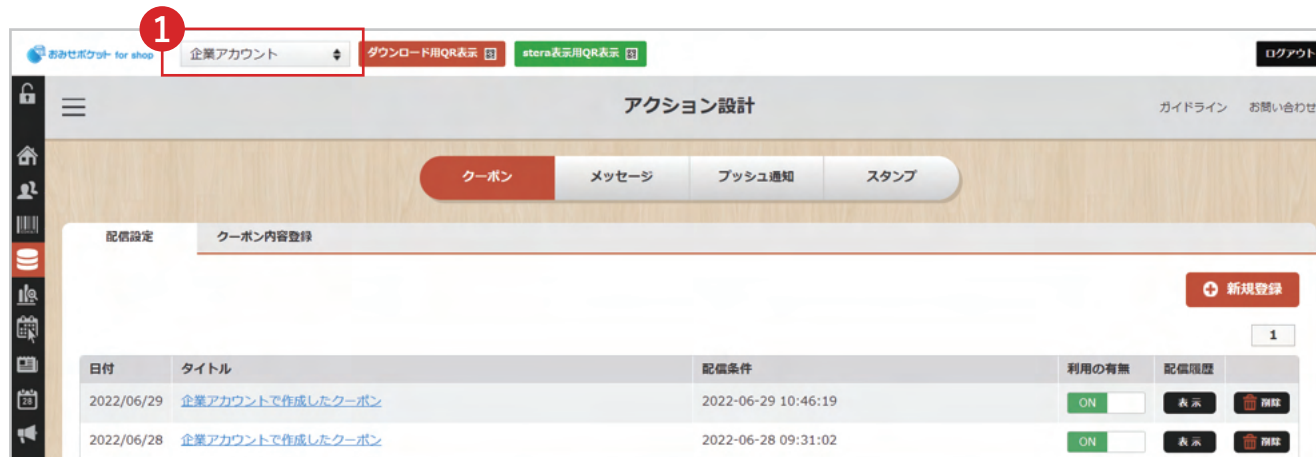 1
おみせポケット for shop 企業アカウント ダウンロード用QR表示 stera表示用QR表示 ログアウト
アクション設計 ガイドライン お問い合わせ
クーポン メッセージ プッシュ通知 スタンプ
配信設定 クーポン内容登録
新規登録
1
日付 タイトル 配信条件 利用の有無 配信履歴
2022/06/29 企業アカウントで作成したクーポン 2022-06-29 10:46:19 ON 表示 削除
28
2022/06/28 企業アカウントで作成したクーポン 2022-06-28 09:31:02 ON 表示 削除